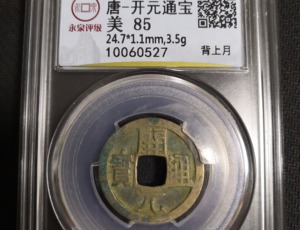 永泉评级
唐-开元通宝
美 85
24.7*1.1mm,3.5g
10060527
背上月
開
通
元
寶